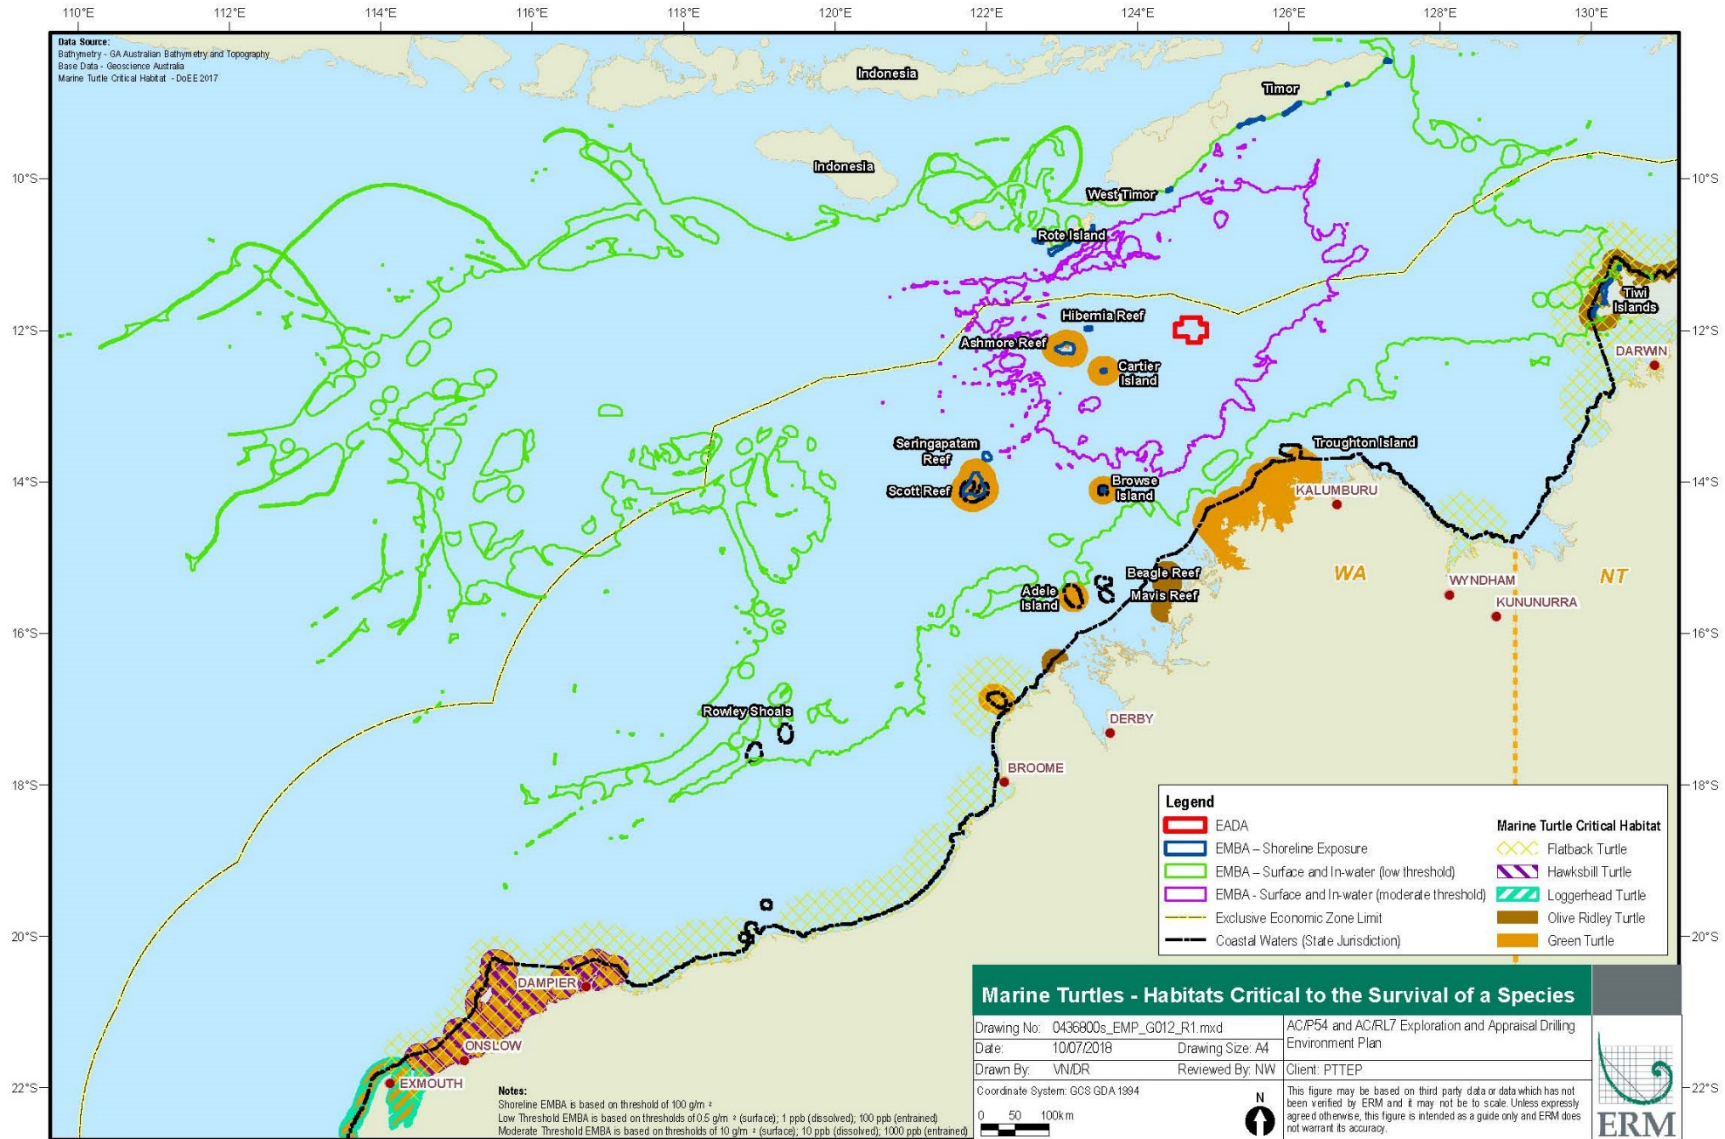 110°E
112°E
114°E
116°E
118°E
120°E
122°E
124°E
126°E
128°E
130°E
Data Source:
Bathymetry - GA Australian Bathymetry and Topography
Base Data - Geoscience Australia
Marine Turtle Critical Habitat - DoEE 2017
Indonesia
Timor
Indonesia
10°S
10°S
West Timor
Rote Island
Tiwi
Islands
Hibernia Reef
12°S
12°S
Ashmore Reef
Cartier
Island
DARWIN
Seringapatam
Reef
Troughton Island
14°S
14°S
Scott Reef
Browse
Island
KALUMBURU
Beagle Reef
WA
NT
Adele
Island
Mavis Reef
WYNDHAM
KUNUNURRA
16°S
16°S
Rowley Shoals
DERBY
BROOME
18°S
18°S
Legend
EADA
EMBA – Shoreline Exposure
EMBA – Surface and In-water (low threshold)
EMBA - Surface and In-water (moderate threshold)
Exclusive Economic Zone Limit
Coastal Waters (State Jurisdiction)
Marine Turtle Critical Habitat
Flatback Turtle
Hawksbill Turtle
Loggerhead Turtle
Olive Ridley Turtle
Green Turtle
20°S
20°S
DAMPIER
ONSLOW
EXMOUTH
22°S
22°S
Notes:
Shoreline EMBA is based on threshold of 100 g/m ²
Low Threshold EMBA is based on thresholds of 0.5 g/m ² (surface); 1 ppb (dissolved); 100 ppb (entrained)
Moderate Threshold EMBA is based on thresholds of 10 g/m ² (surface); 10 ppb (dissolved); 1000 ppb (entrained)
Marine Turtles - Habitats Critical to the Survival of a Species
Drawing No: 0436800s_EMP_G012_R1.mxd
Date: 10/07/2018 Drawing Size: A4
Drawn By: VN/DR Reviewed By: NW
AC/P54 and AC/RL7 Exploration and Appraisal Drilling
Environment Plan
Client: PTTEP
Coordinate System: GCS GDA 1994
0 50 100km
N
This figure may be based on third party data or data which has not
been verified by ERM and it may not be to scale. Unless expressly
agreed otherwise, this figure is intended as a guide only and ERM does
not warrant its accuracy.
ERM